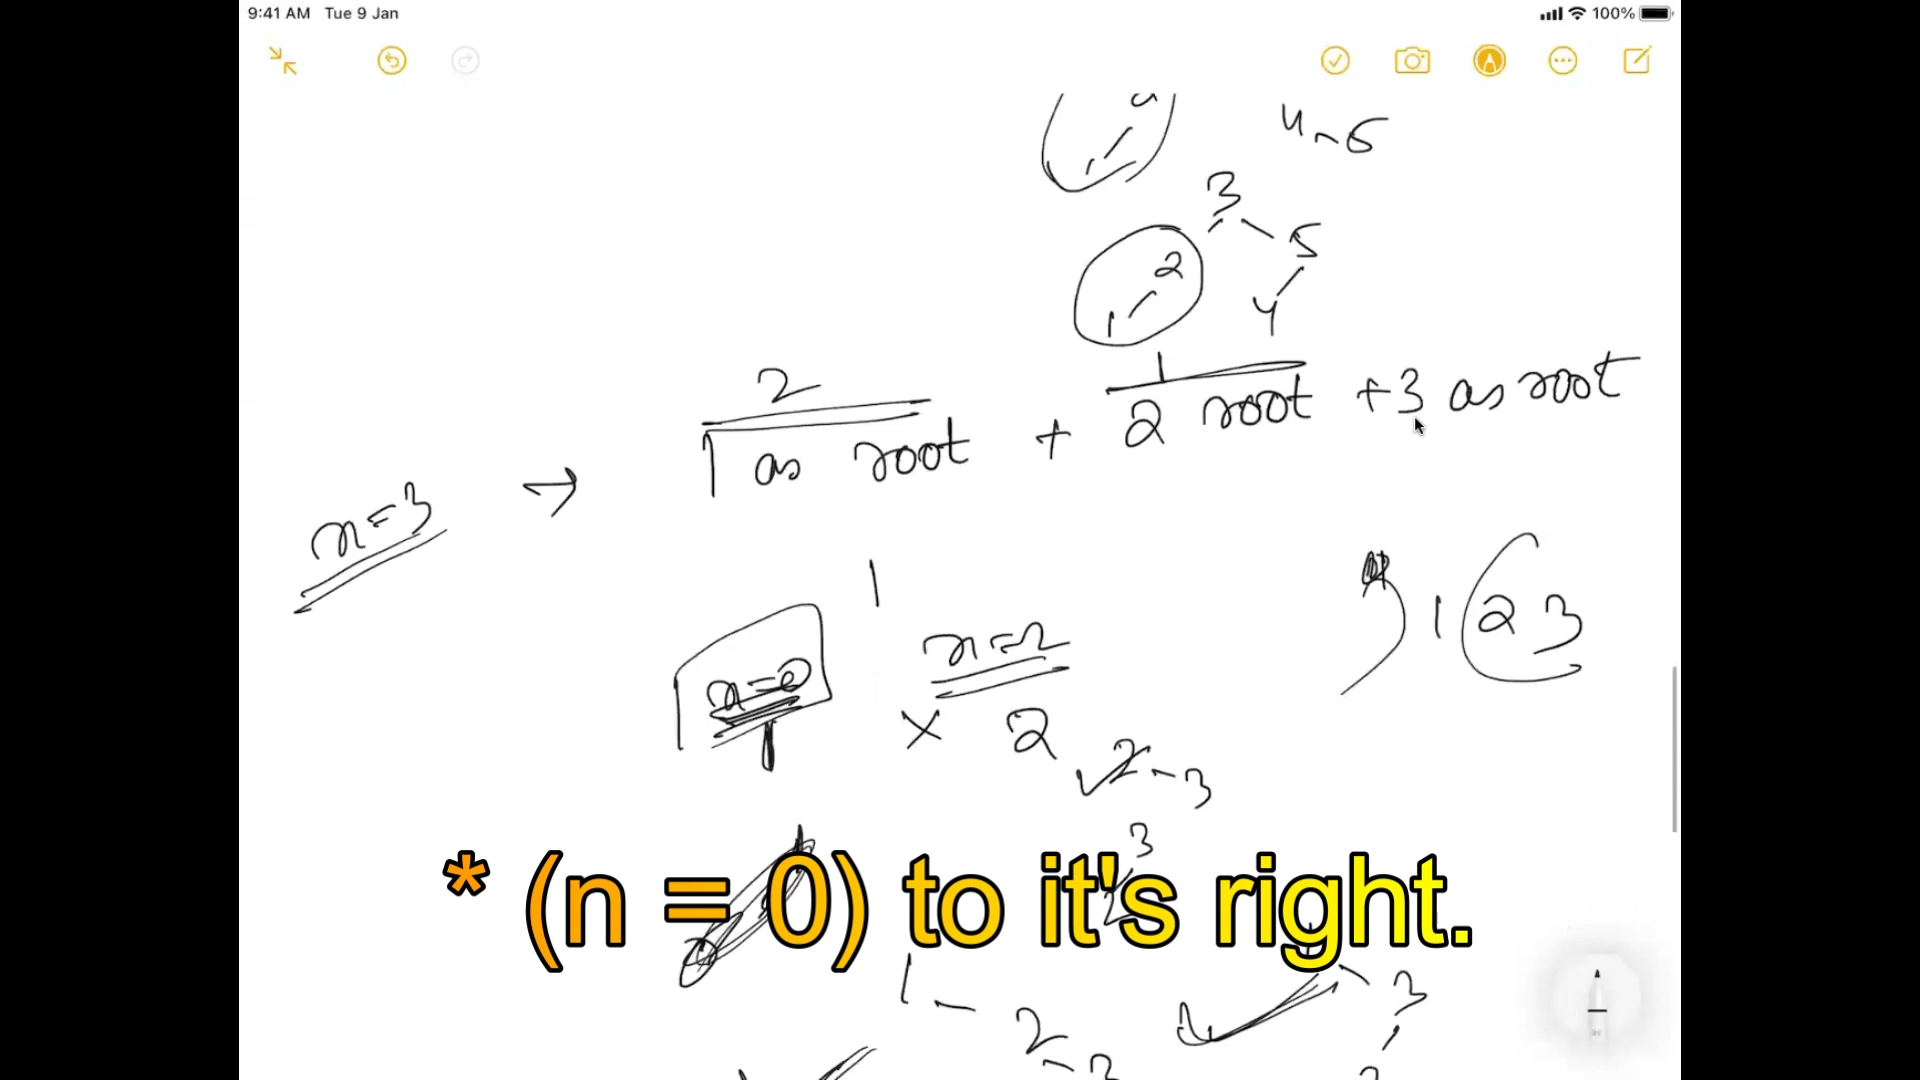 9:41 AM Tue 9 Jan
100%
4 5
3
5
2
1
4
2
1
1 as root + 2 root + 3 as root
n=3 →
1
n=0
n=2
1 2 3
1
× 2
2 3
3
2
* (n = 0) to it's right.
1
3
2